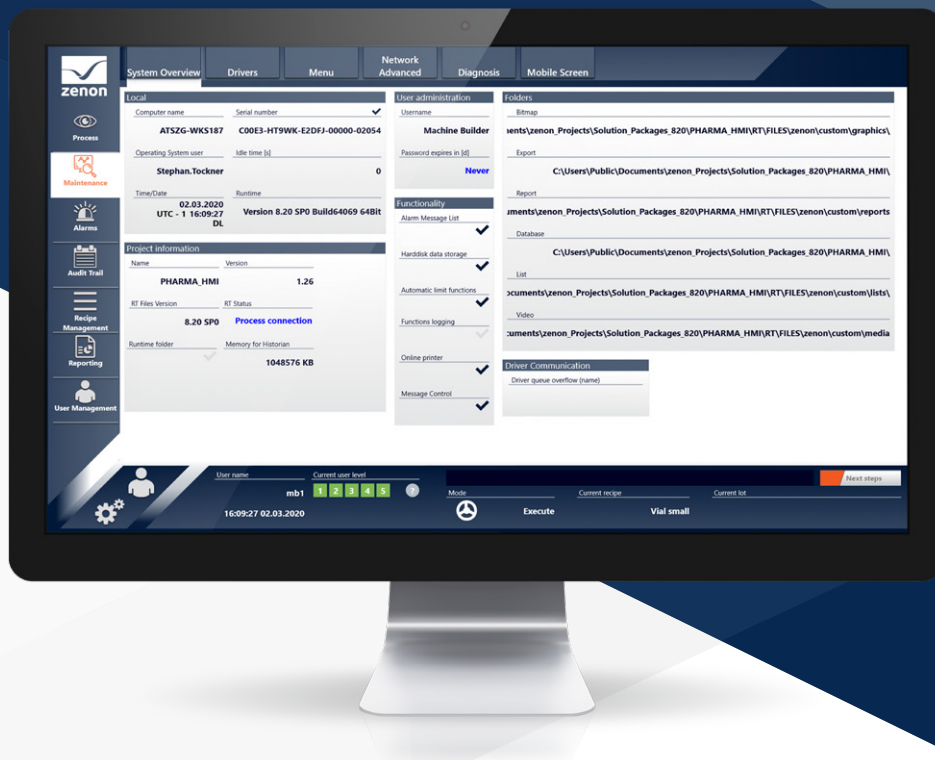 zenon
Process
Maintenance
Alarms
Audit Trail
Recipe
Management
Reporting
User Management
System Overview
Drivers
Menu
Network
Advanced
Diagnosis
Mobile Screen
Local
Computer name
Serial number
ATSZG-WKS187
C00E3-HT9WK-E2DFJ-00000-02054
Operating System user
Idle time [s]
Stephan.Tockner
0
Time/Date
Runtime
02.03.2020
UTC - 1 16:09:27
DL
Version 8.20 SP0 Build64069 64Bit
Project information
Name
Version
PHARMA_HMI
1.26
RT Files Version
RT Status
8.20 SP0
Process connection
Runtime folder
Memory for Historian
1048576 KB
User administration
Username
Machine Builder
Password expires in [d]
Never
Functionality
Alarm Message List
Harddisk data storage
Automatic limit functions
Functions logging
Online printer
Message Control
Folders
Bitmap
ients\zenon_Projects\Solution_Packages_820\PHARMA_HMI\RT\FILES\zenon\custom\graphics\
Export
C:\Users\Public\Documents\zenon_Projects\Solution_Packages_820\PHARMA_HMI\
Report
uments\zenon_Projects\Solution_Packages_820\PHARMA_HMI\RT\FILES\zenon\custom\reports
Database
C:\Users\Public\Documents\zenon_Projects\Solution_Packages_820\PHARMA_HMI\
List
ocuments\zenon_Projects\Solution_Packages_820\PHARMA_HMI\RT\FILES\zenon\custom\lists\
Video
cuments\zenon_Projects\Solution_Packages_820\PHARMA_HMI\RT\FILES\zenon\custom\media
Driver Communication
Driver queue overflow (name)
User name
Current user level
mb1
1 2 3 4 5 ?
16:09:27 02.03.2020
Mode
Execute
Current recipe
Vial small
Current lot
Next steps